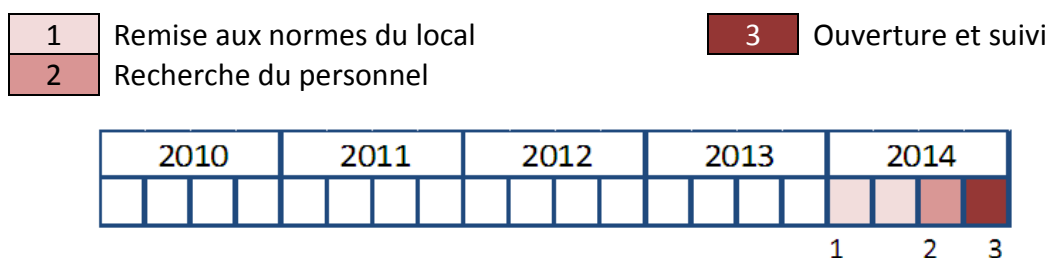 1 Remise aux normes du local 3 Ouverture et suivi
2 Recherche du personnel
2010 2011 2012 2013 2014
1 2 3